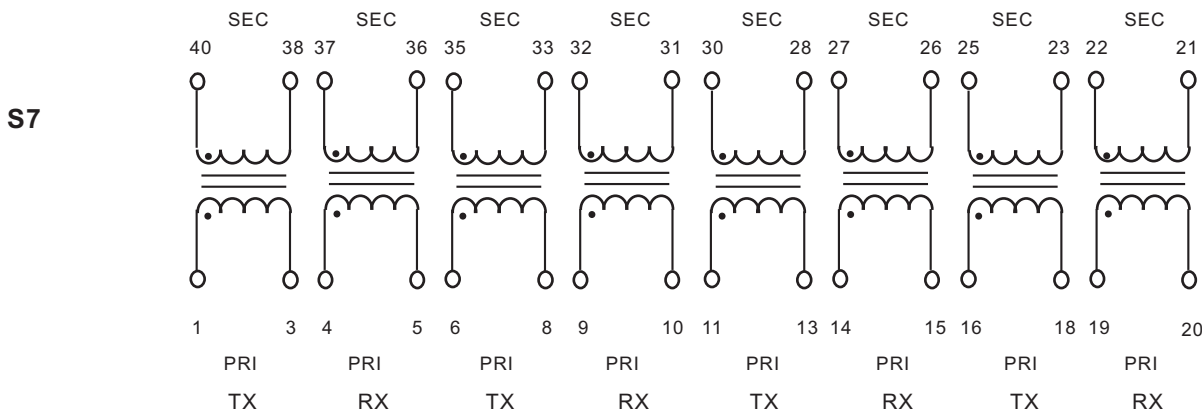 SEC SEC SEC SEC SEC SEC SEC SEC
40 38 37 36 35 33 32 31 30 28 27 26 25 23 22 21
S7
1 3 4 5 6 8 9 10 11 13 14 15 16 18 19 20
PRI PRI PRI PRI PRI PRI PRI PRI
TX RX TX RX TX RX TX RX